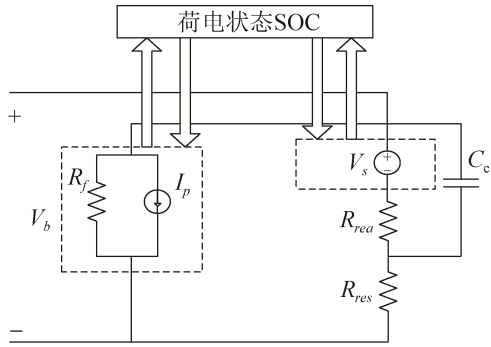 荷电状态SOC
+
V_s
+
−
C_c
R_f
I_p
V_b
R_rea
R_res
−